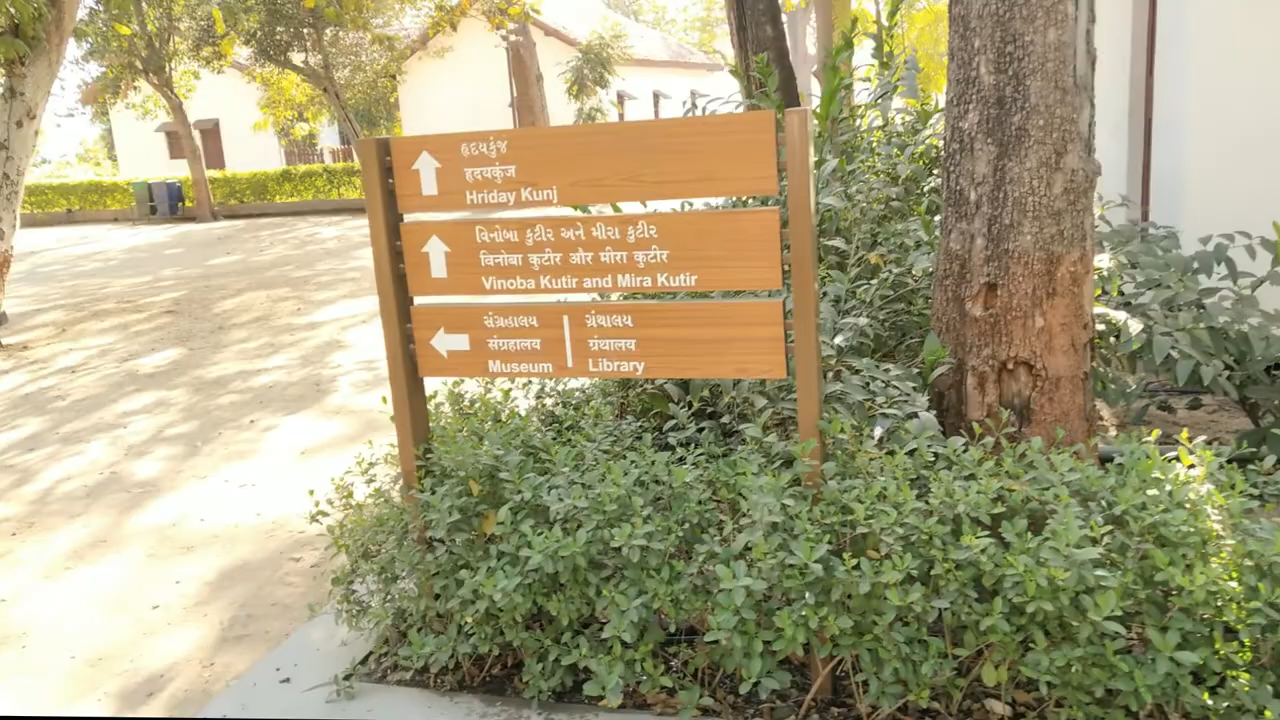 હૃદયકુંજ
हृदयकुंज
Hriday Kunj
વિનોબા કુટીર અને મીરા કુટીર
विनोबा कुटीर और मीरा कुटीर
Vinoba Kutir and Mira Kutir
સંગ્રહાલય
संग्रहालय
Museum
ગ્રંથાલય
ग्रंथालय
Library